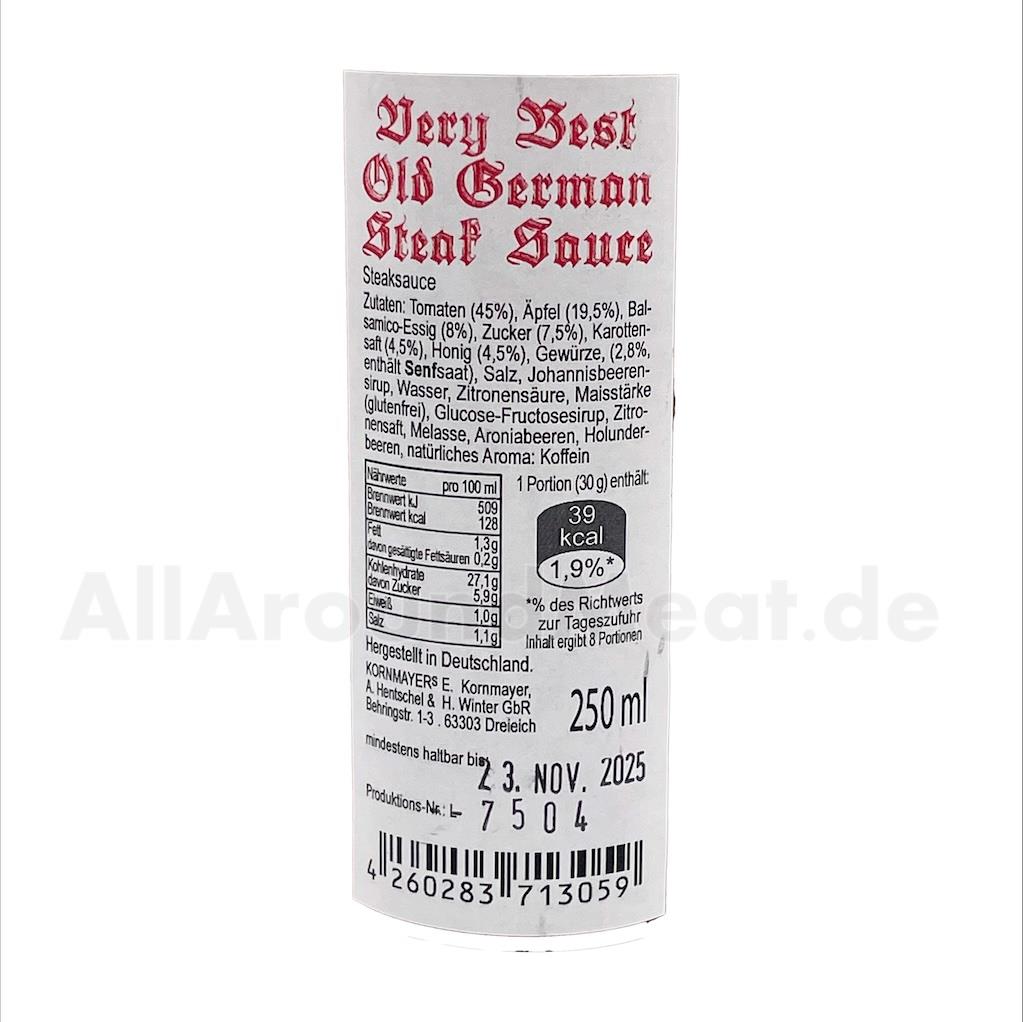 Very Best
Old German
Steak Sauce
Steaksauce
Zutaten: Tomaten (45%), Äpfel (19,5%), Bal-
samico-Essig (8%), Zucker (7,5%), Karotten-
saft (4,5%), Honig (4,5%), Gewürze, (2,8%,
enthält Senfsaat), Salz, Johannisbeeren-
sirup, Wasser, Zitronensäure, Maisstärke
(glutenfrei), Glucose-Fructosesirup, Zitro-
nensaft, Melasse, Aroniabeeren, Holunder-
beeren, natürliches Aroma: Koffein
Nährwerte pro 100 ml
Brennwert kJ 509
Brennwert kcal 128
Fett 1,3g
davon gesättigte Fettsäuren 0,2g
Kohlenhydrate 27,1g
davon Zucker 5,9g
Eiweiß 1,0g
Salz 1,1g
1 Portion (30 g) enthält:
39
kcal
1,9%*
*% des Richtwerts
zur Tageszufuhr
Inhalt ergibt 8 Portionen
Hergestellt in Deutschland.
KORNMAYERS E. Kornmayer,
A. Hentschel & H. Winter GbR
Behringstr. 1-3 . 63303 Dreieich
250 ml
mindestens haltbar bis:
23. NOV. 2025
Produktions-Nr.: L-
7504
4 260283 713059
AllAroundMeat.de